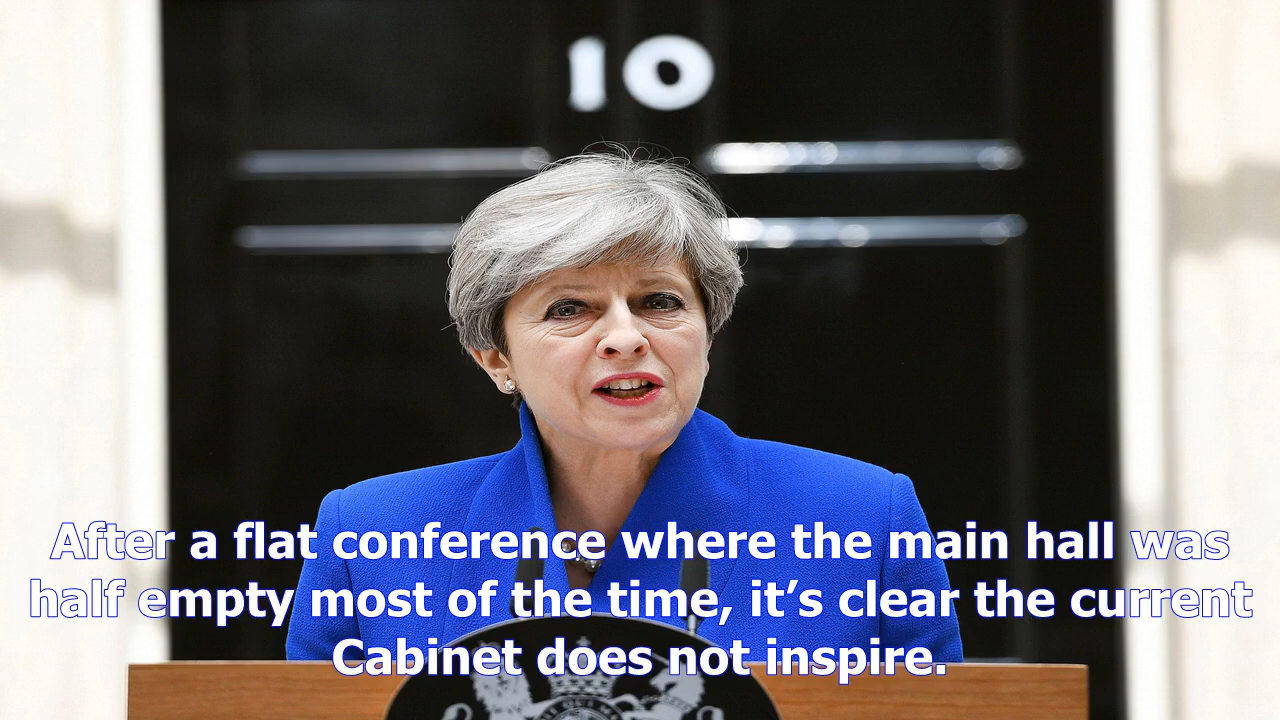 10
After a flat conference where the main hall was
half empty most of the time, it’s clear the current
Cabinet does not inspire.